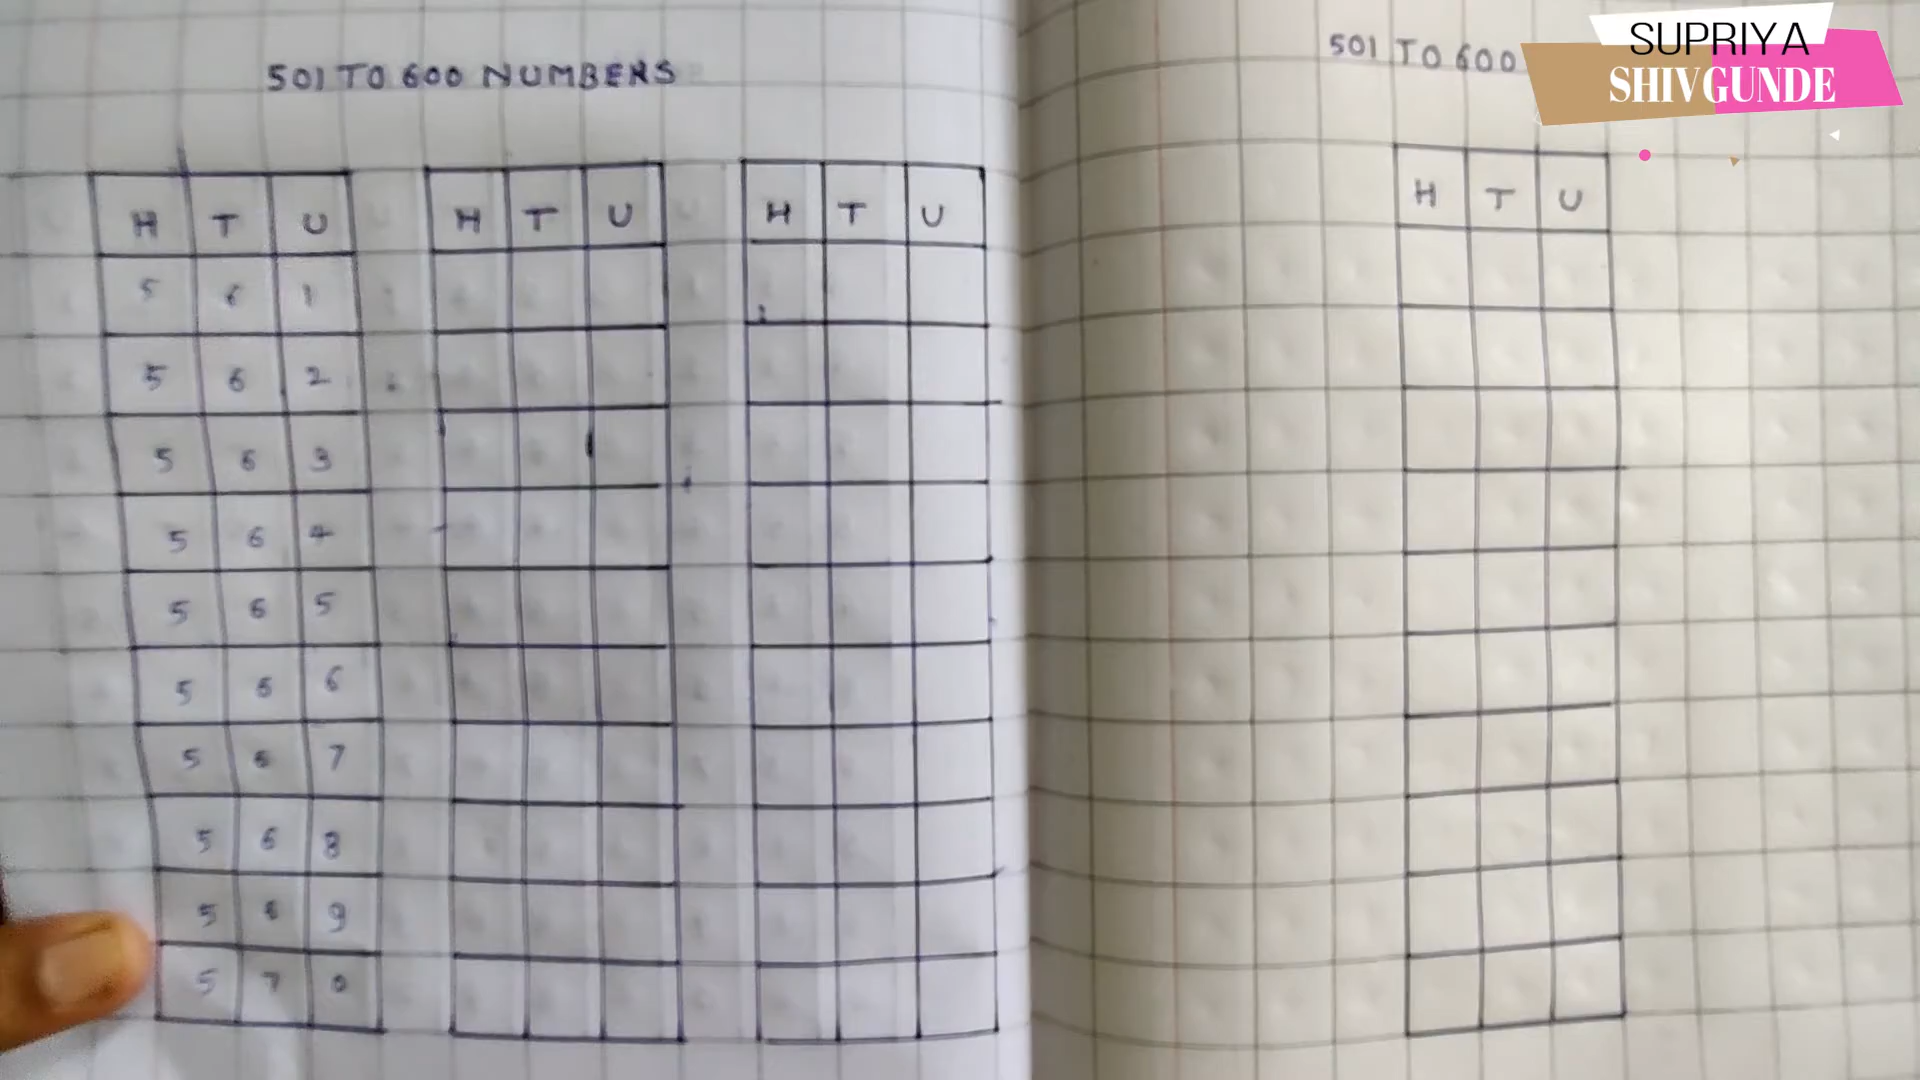 501 TO 600 NUMBERS
H T U H T U H T U
5 6 1
5 6 2
5 6 3
5 6 4
5 6 5
5 6 6
5 6 7
5 6 8
5 6 9
5 7 0
501 TO 600
H T U
SUPRIYA
SHIVGUNDE